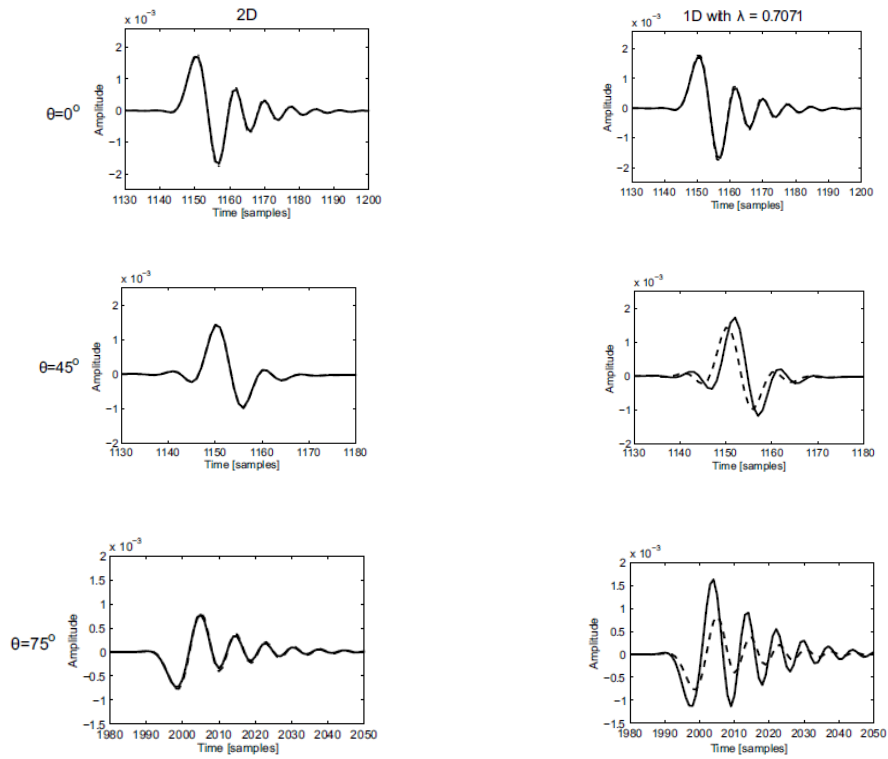 2D
1D with λ = 0.7071
x 10⁻³
2
1
0
−1
−2
Amplitude
1130 1140 1150 1160 1170 1180 1190 1200
Time [samples]
θ=0°
x 10⁻³
2
1
0
−1
−2
Amplitude
1130 1140 1150 1160 1170 1180 1190 1200
Time [samples]
θ=45°
x 10⁻³
2
1
0
−1
−2
Amplitude
1130 1140 1150 1160 1170 1180
Time [samples]
x 10⁻³
2
1
0
−1
−2
Amplitude
1130 1140 1150 1160 1170 1180
Time [samples]
θ=75°
x 10⁻³
2
1.5
1
0.5
0
−0.5
−1
−1.5
Amplitude
1980 1990 2000 2010 2020 2030 2040 2050
Time [samples]
x 10⁻³
2
1.5
1
0.5
0
−0.5
−1
−1.5
Amplitude
1980 1990 2000 2010 2020 2030 2040 2050
Time [samples]